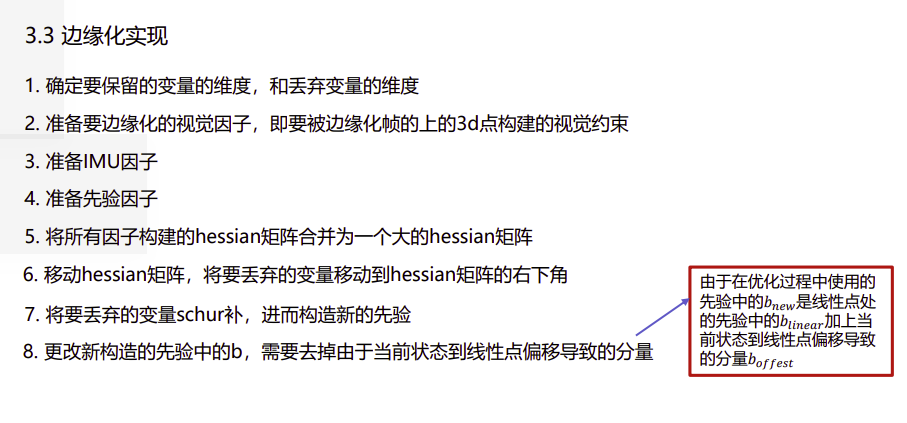 3.3 边缘化实现
1. 确定要保留的变量的维度，和丢弃变量的维度
2. 准备要边缘化的视觉因子，即要被边缘化帧的上的3d点构建的视觉约束
3. 准备IMU因子
4. 准备先验因子
5. 将所有因子构建的hessian矩阵合并为一个大的hessian矩阵
6. 移动hessian矩阵，将要丢弃的变量移动到hessian矩阵的右下角
7. 将要丢弃的变量schur补，进而构造新的先验
8. 更改新构造的先验中的b，需要去掉由于当前状态到线性点偏移导致的分量
由于在优化过程中使用的
先验中的b_{new}是线性点处
的先验中的b_{linear}加上当
前状态到线性点偏移导致
的分量b_{offest}